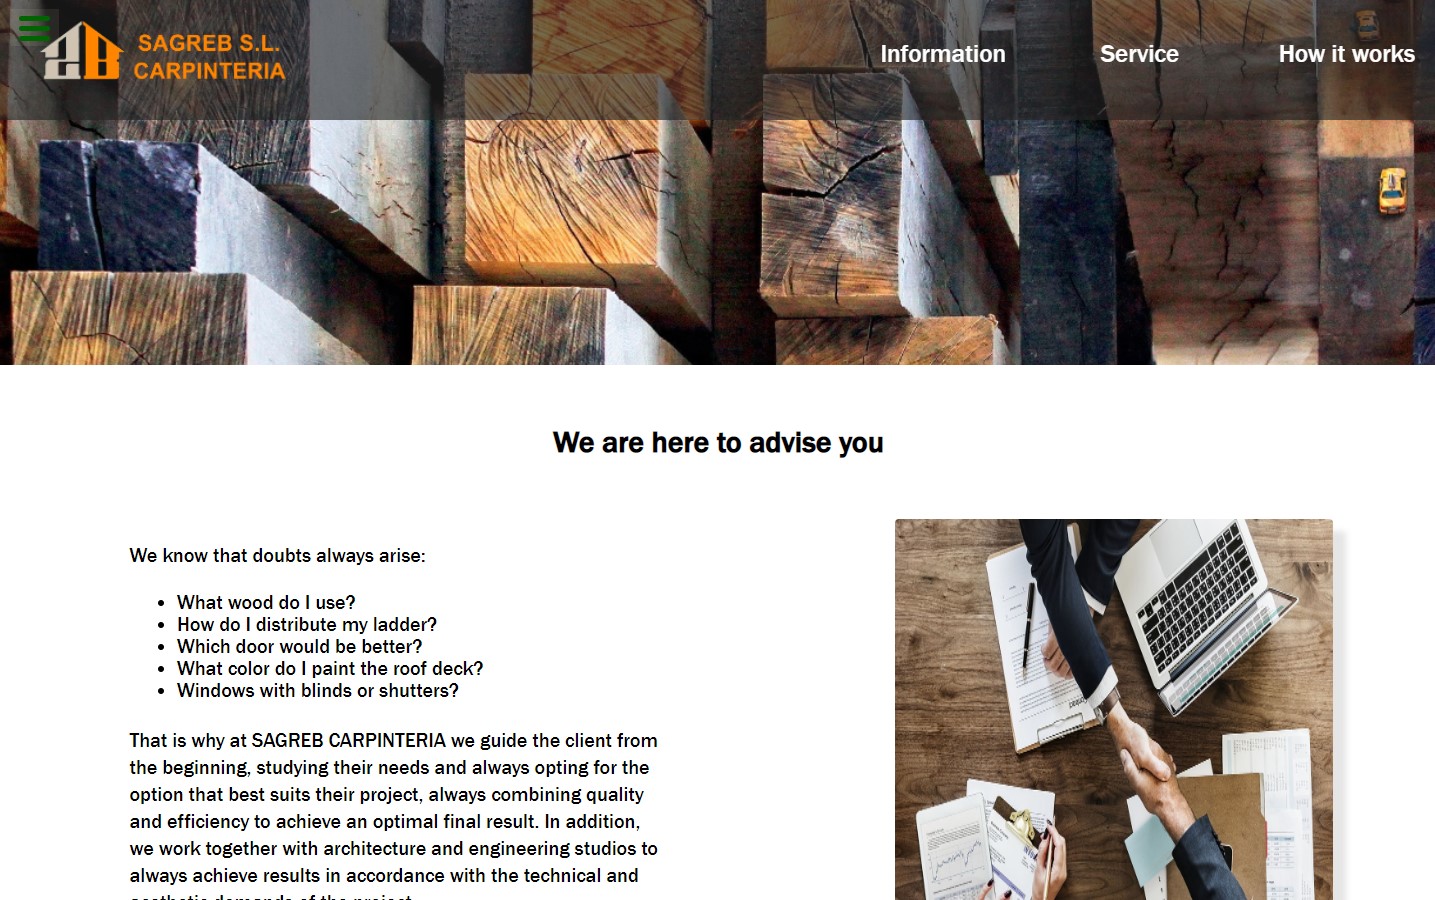 SAGREB S.L.
CARPINTERIA
Information
Service
How it works
We are here to advise you
We know that doubts always arise:
What wood do I use?
How do I distribute my ladder?
Which door would be better?
What color do I paint the roof deck?
Windows with blinds or shutters?
That is why at SAGREB CARPINTERIA we guide the client from
the beginning, studying their needs and always opting for the
option that best suits their project, always combining quality
and efficiency to achieve an optimal final result. In addition,
we work together with architecture and engineering studios to
always achieve results in accordance with the technical and
aesthetic demands of the project.